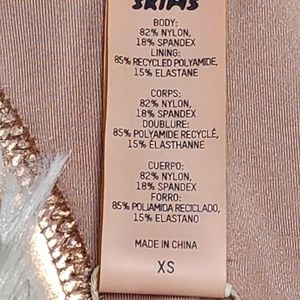 SKIMS
BODY:
82% NYLON,
18% SPANDEX
LINING:
85% RECYCLED POLYAMIDE,
15% ELASTANE
CORPS:
82% NYLON,
18% SPANDEX
DOUBLURE:
85% POLYAMIDE RECYCLÉ,
15% ÉLASTHANNE
CUERPO:
82% NYLON,
18% SPANDEX
FORRO:
85% POLIAMIDA RECICLADO,
15% ELASTANO
MADE IN CHINA
XS